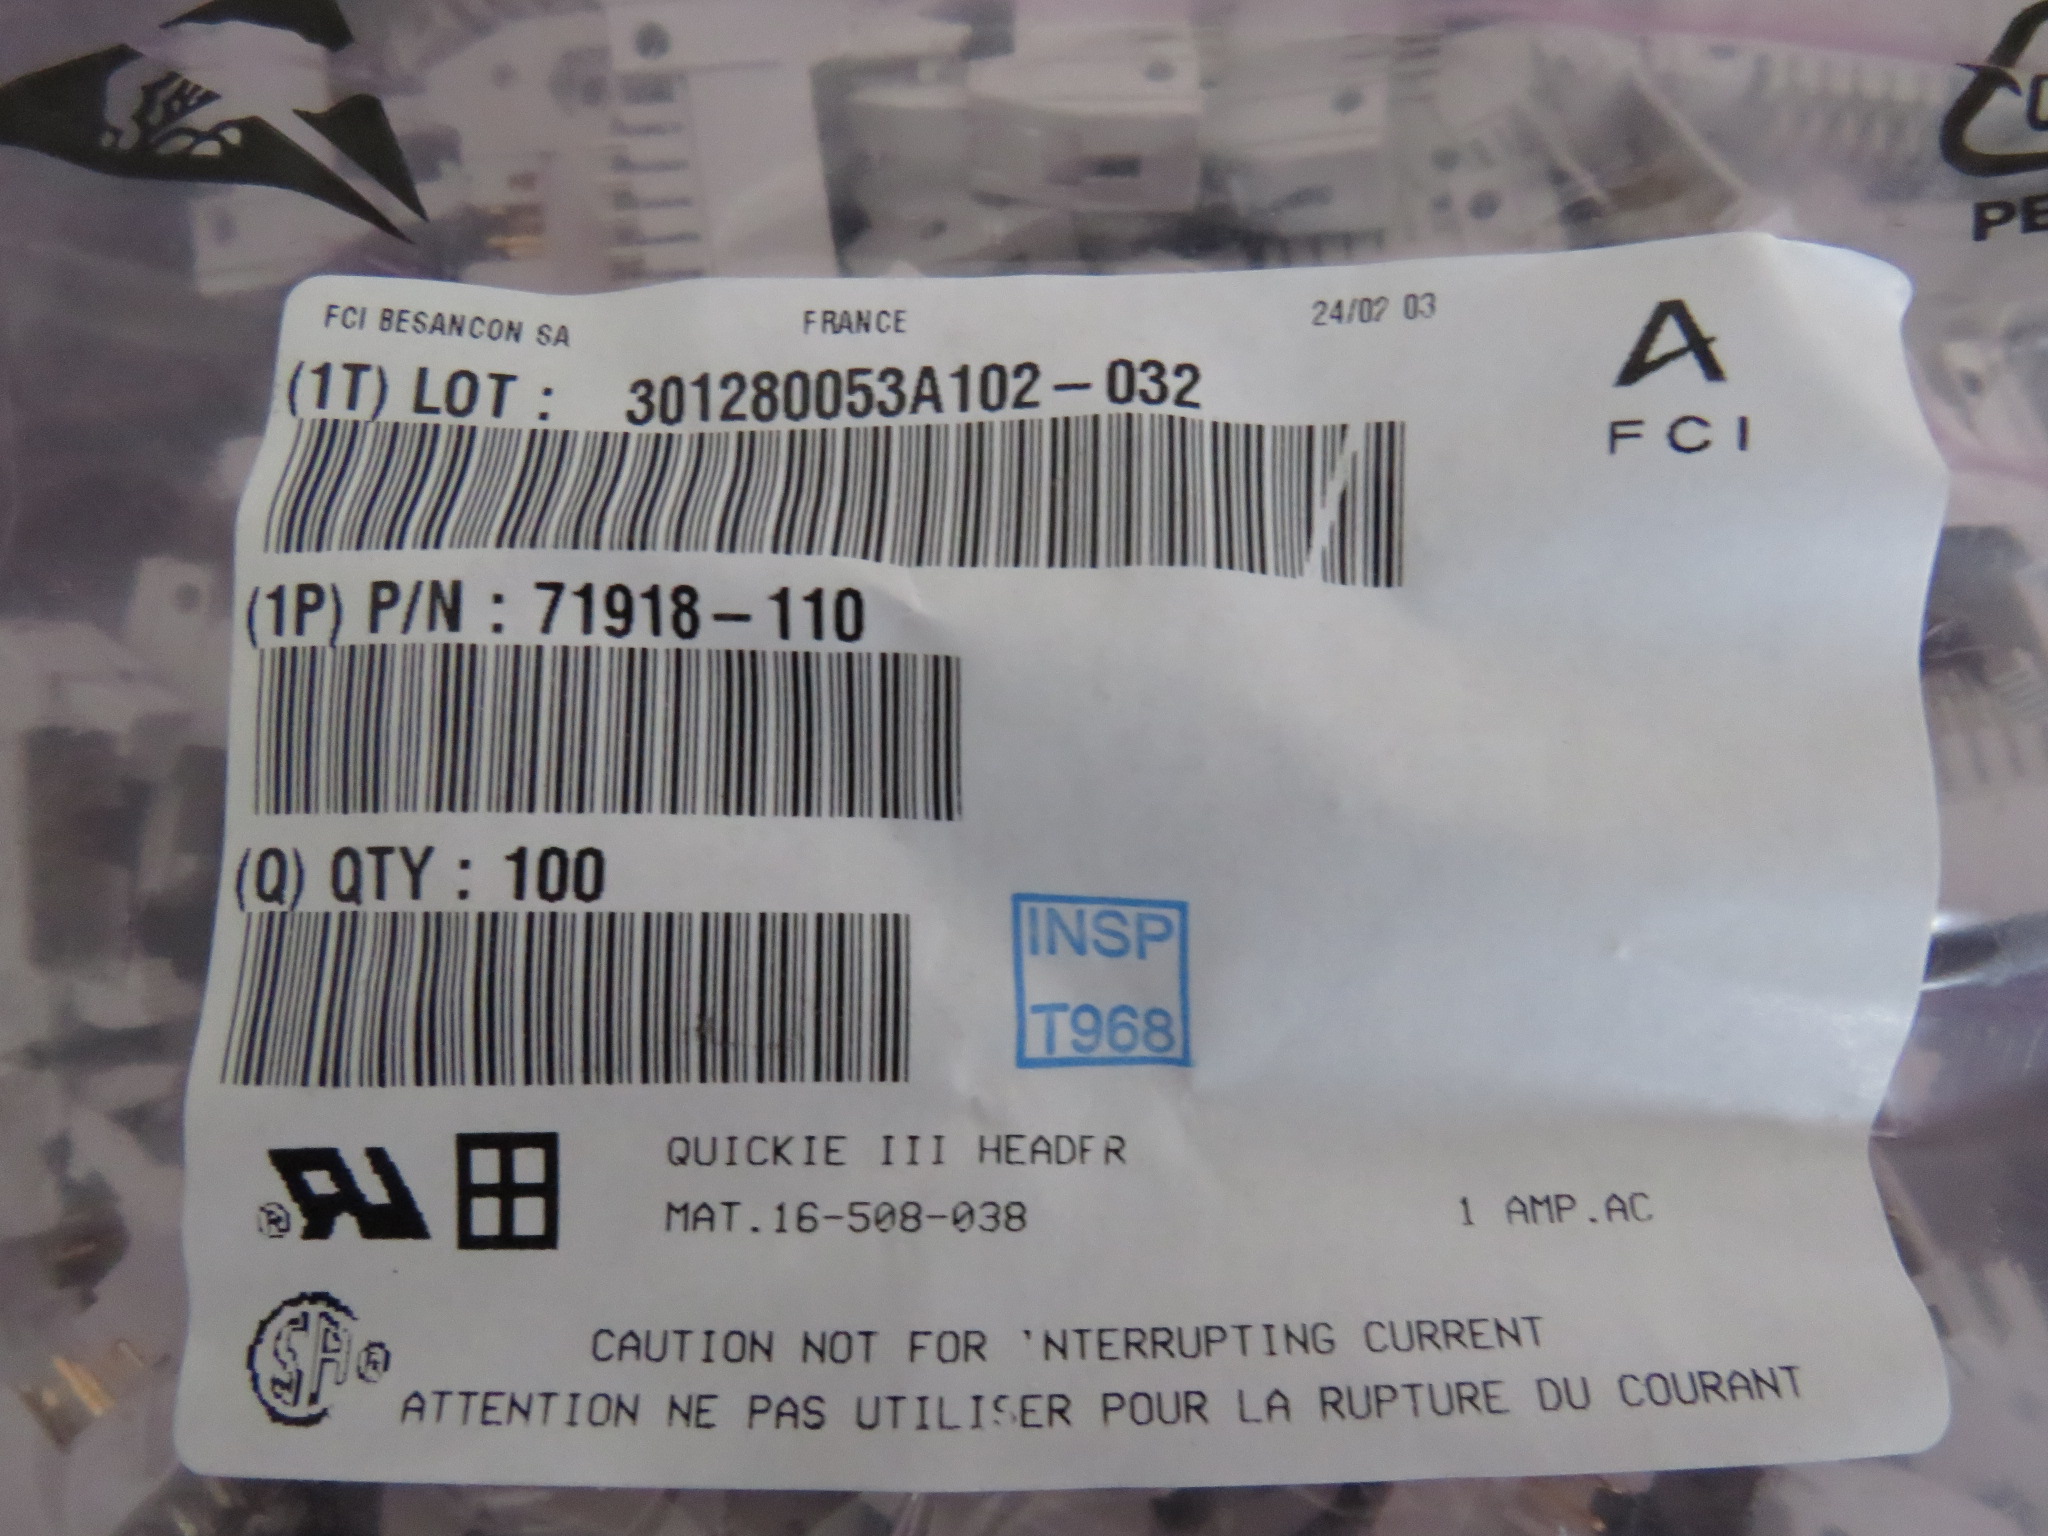 PE
FCI BESANCON SA FRANCE 24/02 03
FCI
(1T) LOT : 301280053A102-032
(1P) P/N : 71918-110
(Q) QTY : 100
INSP
T968
QUICKIE III HEADER
MAT.16-508-038 1 AMP.AC
CAUTION NOT FOR 'NTERRUPTING CURRENT
ATTENTION NE PAS UTILISER POUR LA RUPTURE DU COURANT